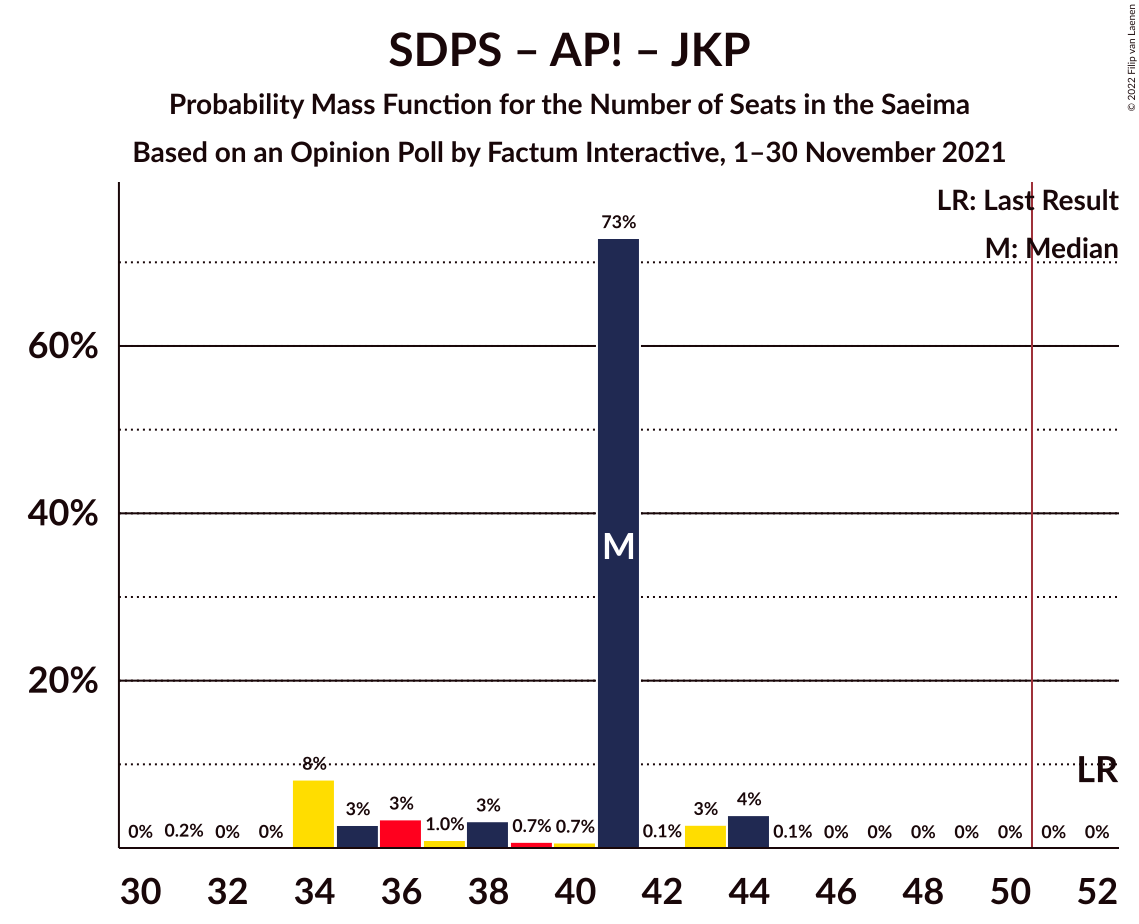 SDPS – AP! – JKP
Probability Mass Function for the Number of Seats in the Saeima
Based on an Opinion Poll by Factum Interactive, 1–30 November 2021
© 2022 Filip van Laenen
LR: Last Result
M: Median
60%
40%
20%
0% 0.2% 0% 0% 8% 3% 3% 1.0% 3% 0.7% 0.7% 73% 0.1% 3% 4% 0.1% 0% 0% 0% 0% 0% 0% 0%
M
LR
30 32 34 36 38 40 42 44 46 48 50 52